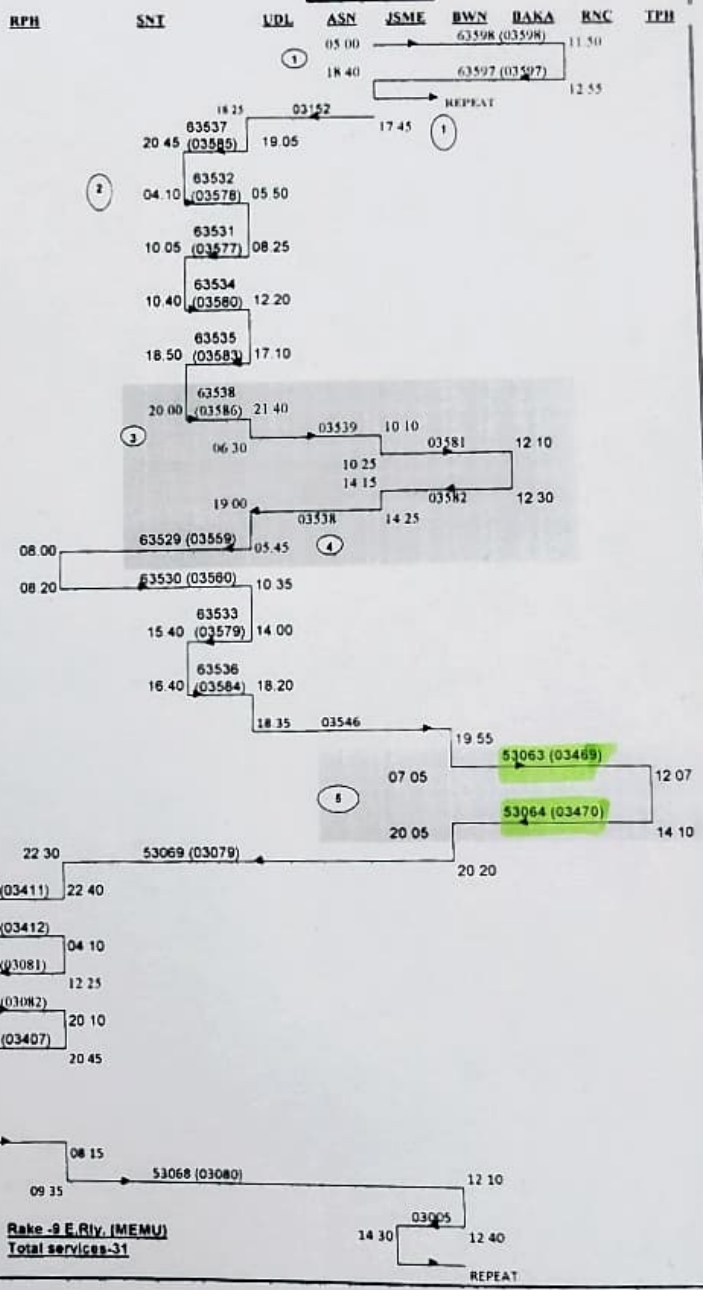 RPH SNT UDL ASN JSME BWN BAKA RNC TPH
05 00 63598 (03598) 11.50
1
18 40 63597 (03597) 12 55
REPEAT
18 25 03152 17 45 1
63537
20 45 (03585) 19.05
2
63532
04.10 (03578) 05 50
63531
10 05 (03577) 08.25
63534
10.40 (03580) 12.20
63535
18.50 (03583) 17.10
63538
20 00 (03586) 21 40
3
06 30 03539 10 10
10 25 03581 12 10
14 15 03582 12 30
19 00 03538 14 25
4
08.00 63529 (03559) 05.45
08.20 63530 (03560) 10 35
63533
15 40 (03579) 14 00
63536
16.40 (03584) 18.20
18.35 03546 19 55
53063 (03469)
07 05 12 07
5
53064 (03470)
20 05 14 10
22 30 53069 (03079) 20 20
(03411) 22 40
(03412)
04 10
(03081)
12 25
(03082)
20 10
(03407)
20 45
08 15
09 35 53068 (03080) 12 10
03005
14 30 12 40
REPEAT
Rake -9 E.Rly. (MEMU)
Total services-31